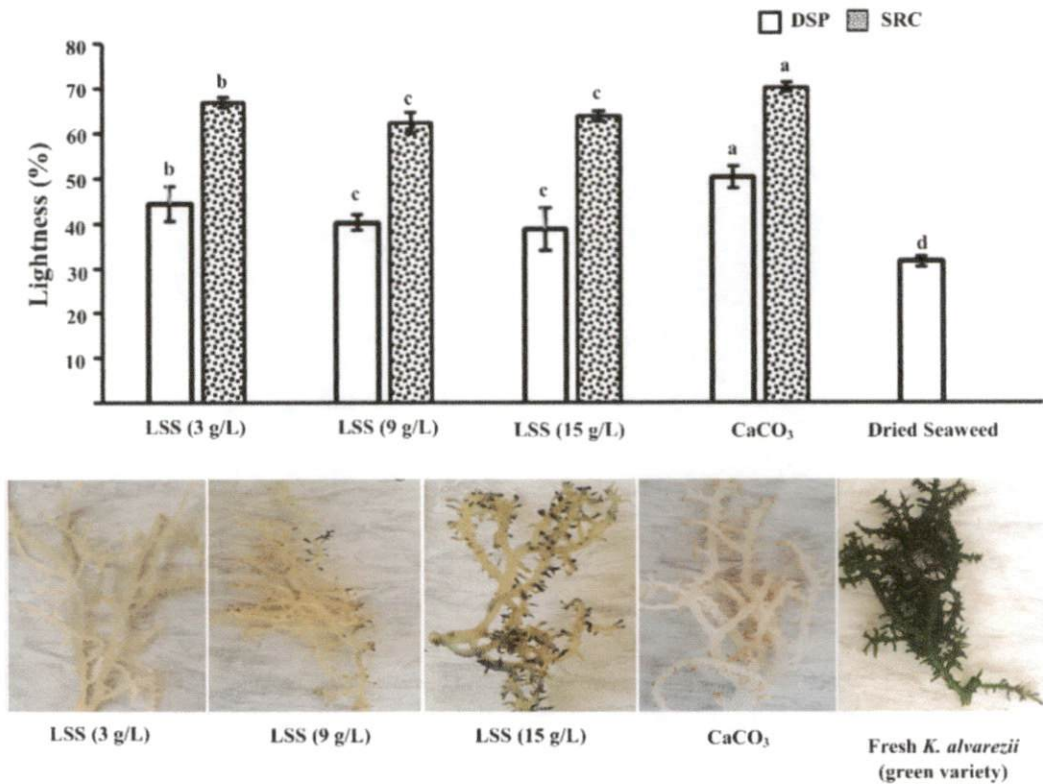 DSP SRC
Lightness (%)
80
70
60
50
40
30
20
10
b b c c c c a a d
LSS (3 g/L) LSS (9 g/L) LSS (15 g/L) CaCO₃ Dried Seaweed
LSS (3 g/L) LSS (9 g/L) LSS (15 g/L) CaCO₃ Fresh K. alvarezii
(green variety)